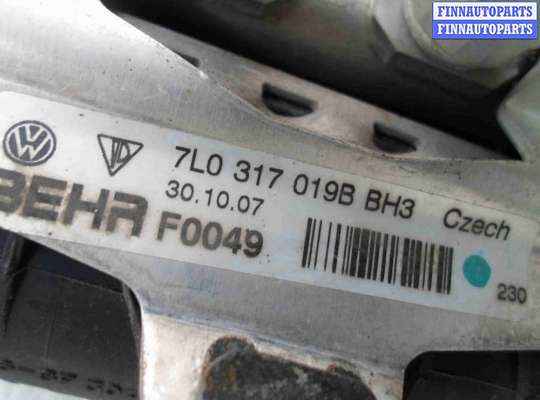 FINNAUTOPARTS
FINNAUTOPARTS
7L0 317 019B BH3 Czech
30.10.07
BEHR F0049
230